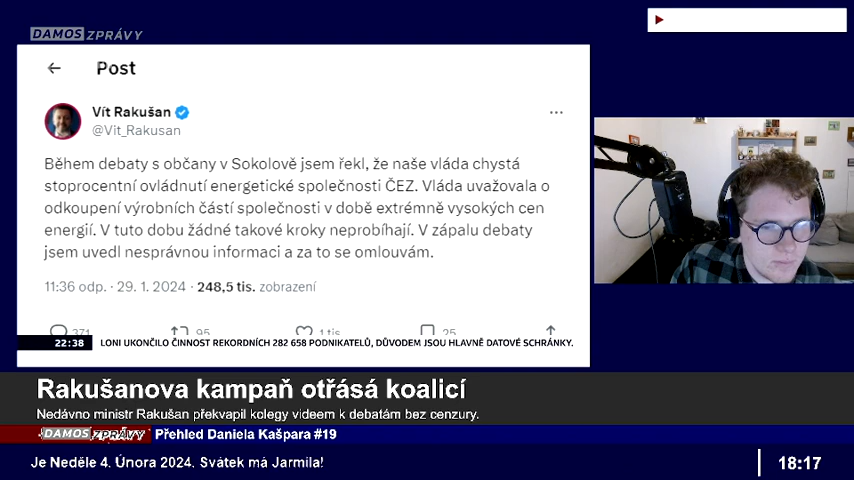 DAMOS ZPRÁVY
Post
Vít Rakušan
@Vit_Rakusan
Během debaty s občany v Sokolově jsem řekl, že naše vláda chystá
stoprocentní ovládnutí energetické společnosti ČEZ. Vláda uvažovala o
odkoupení výrobních částí společnosti v době extrémně vysokých cen
energií. V tuto dobu žádné takové kroky neprobíhají. V zápalu debaty
jsem uvedl nesprávnou informaci a za to se omlouvám.
11:36 odp. · 29. 1. 2024 · 248,5 tis. zobrazení
371 95 1 tis. 25
22:38 LONI UKONČILO ČINNOST REKORDNÍCH 282 658 PODNIKATELŮ, DŮVODEM JSOU HLAVNĚ DATOVÉ SCHRÁNKY.
Rakušanova kampaň otřásá koalicí
Nedávno ministr Rakušan překvapil kolegy videem k debatám bez cenzury.
DAMOS ZPRÁVY Přehled Daniela Kašpara #19
Je Neděle 4. Února 2024. Svátek má Jarmila!
18:17